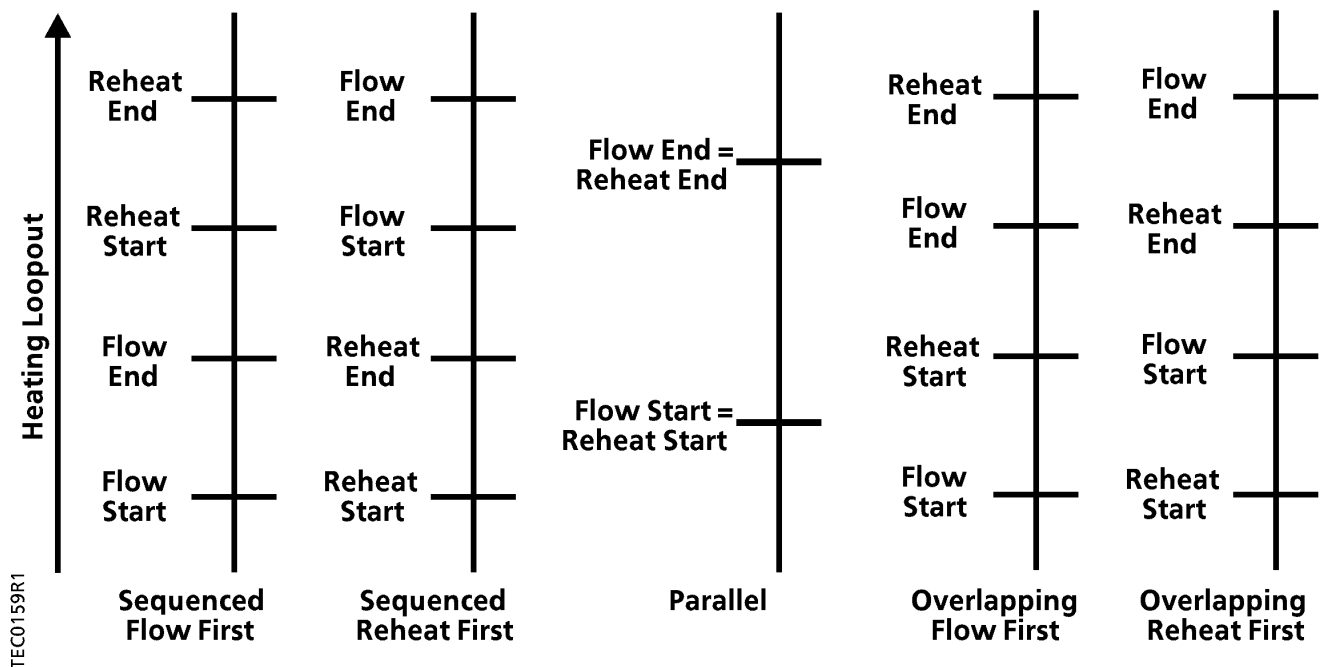 Heating Loopout
TEC0159R1
Reheat
End
Reheat
Start
Flow
End
Flow
Start
Sequenced
Flow First
Flow
End
Flow
Start
Reheat
End
Reheat
Start
Sequenced
Reheat First
Flow End =
Reheat End
Flow Start =
Reheat Start
Parallel
Reheat
End
Flow
End
Reheat
Start
Flow
Start
Overlapping
Flow First
Flow
End
Reheat
End
Flow
Start
Reheat
Start
Overlapping
Reheat First